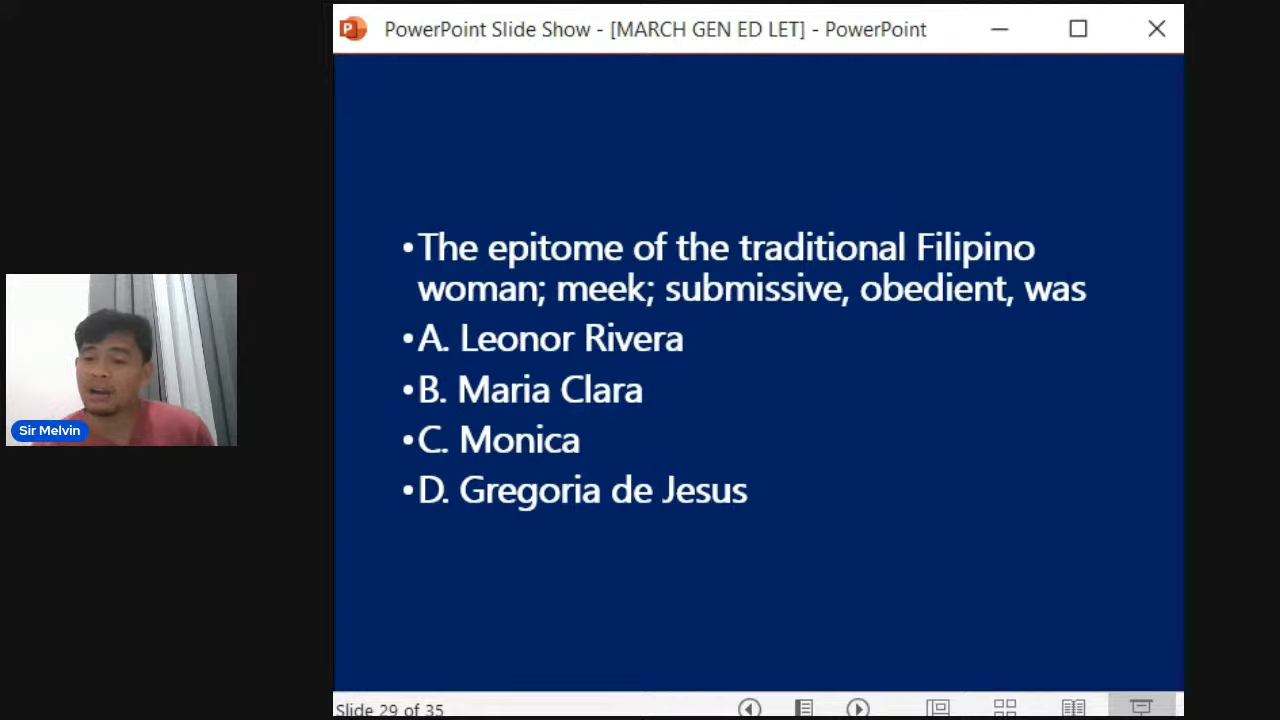 PowerPoint Slide Show - [MARCH GEN ED LET] - PowerPoint
•The epitome of the traditional Filipino
woman; meek; submissive, obedient, was
•A. Leonor Rivera
•B. Maria Clara
•C. Monica
•D. Gregoria de Jesus
Sir Melvin
Slide 29 of 35